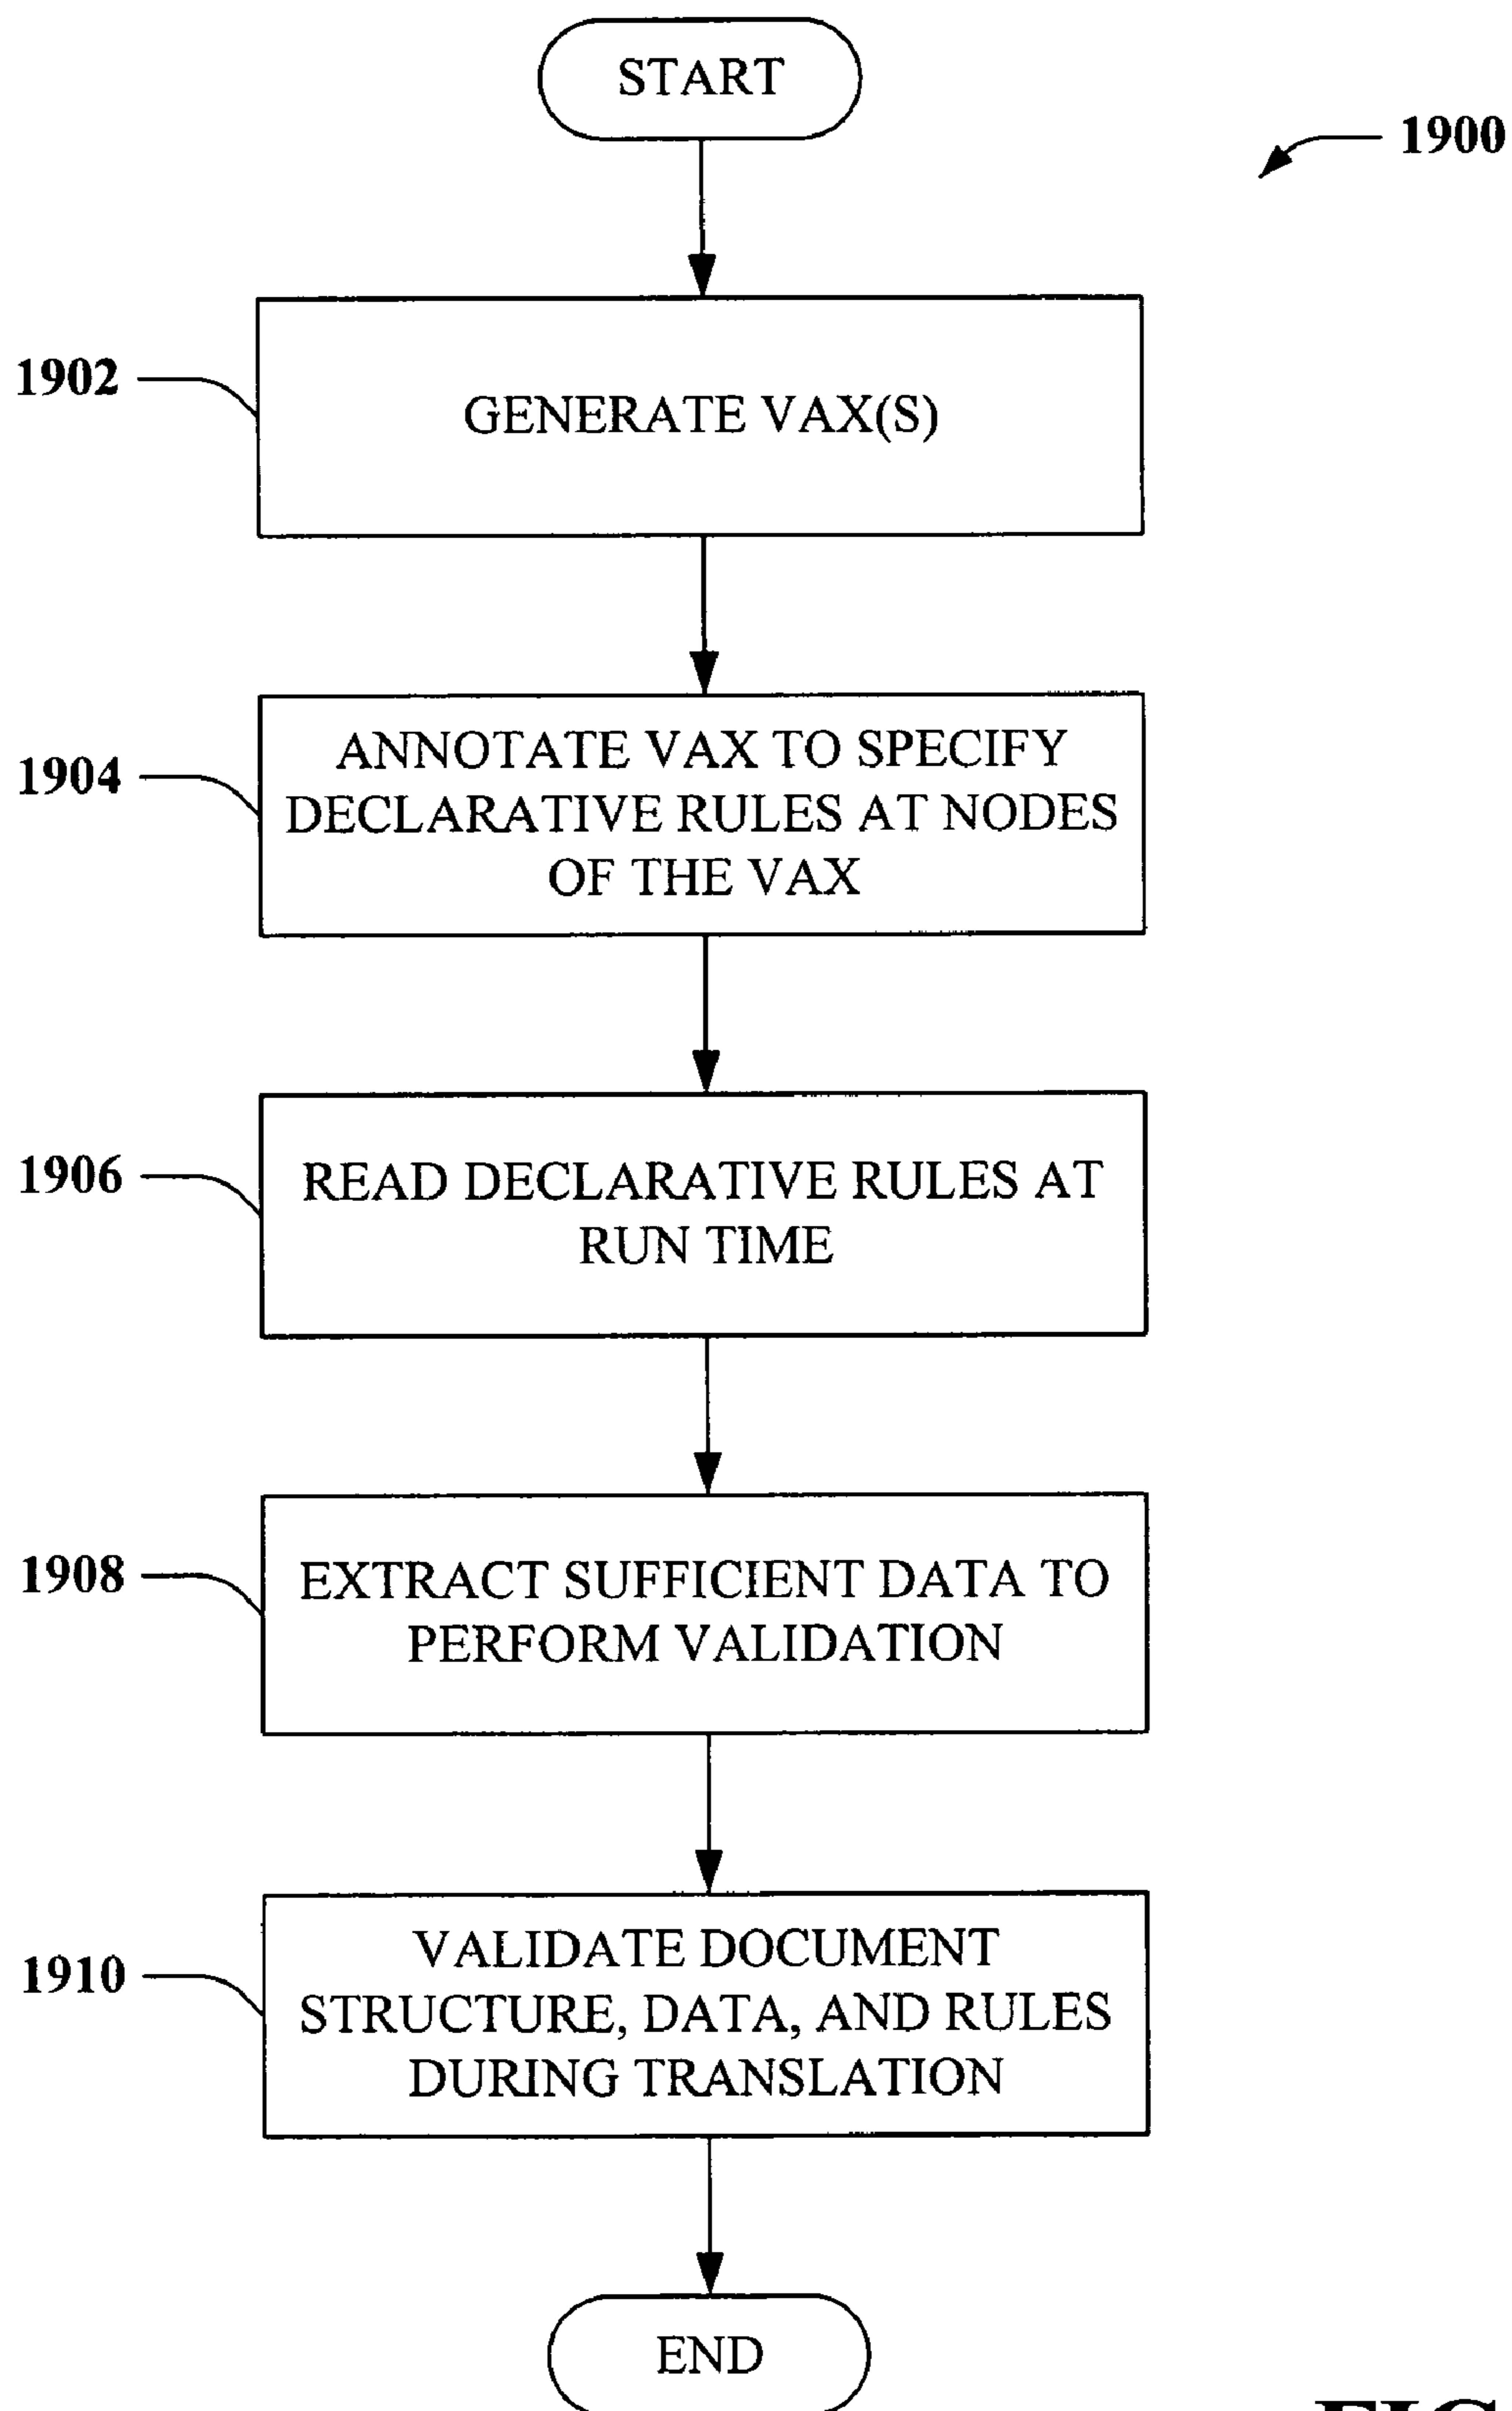 START
1900
1902
GENERATE VAX(S)
1904
ANNOTATE VAX TO SPECIFY
DECLARATIVE RULES AT NODES
OF THE VAX
1906
READ DECLARATIVE RULES AT
RUN TIME
1908
EXTRACT SUFFICIENT DATA TO
PERFORM VALIDATION
1910
VALIDATE DOCUMENT
STRUCTURE, DATA, AND RULES
DURING TRANSLATION
END